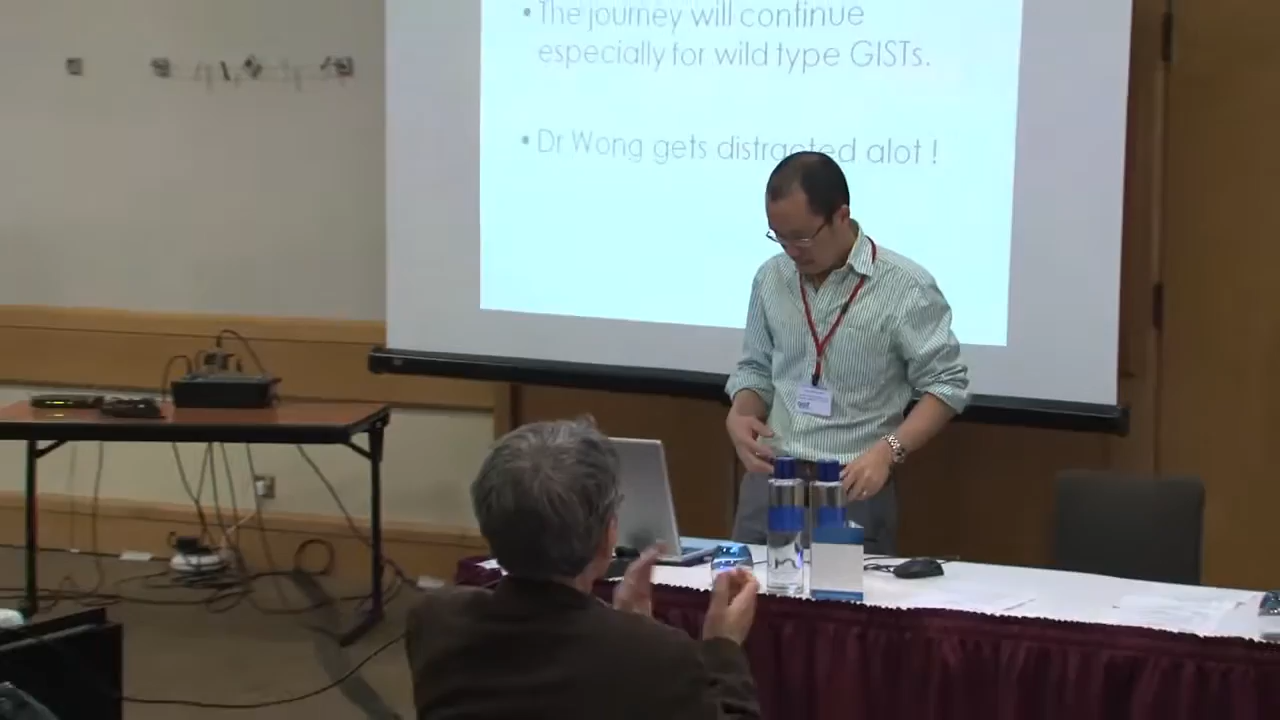 • The journey will continue
especially for wild type GISTs.
• Dr Wong gets distracted alot !